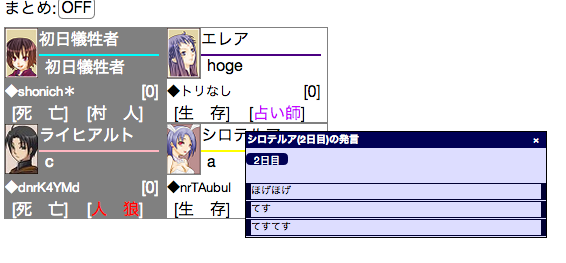 まとめ: OFF
初日犠牲者
初日犠牲者
◆shonich＊ [0]
[死　亡] [村　人]
エレア
hoge
◆トリなし [0]
[生　存] [占い師]
ライヒアルト
c
◆dnrK4YMd [0]
[死　亡] [人　狼]
シロテルア
a
◆nrTAubul
[生　存]
シロテルア(2日目)の発言 ×
2日目
ほげほげ
てす
てすてす